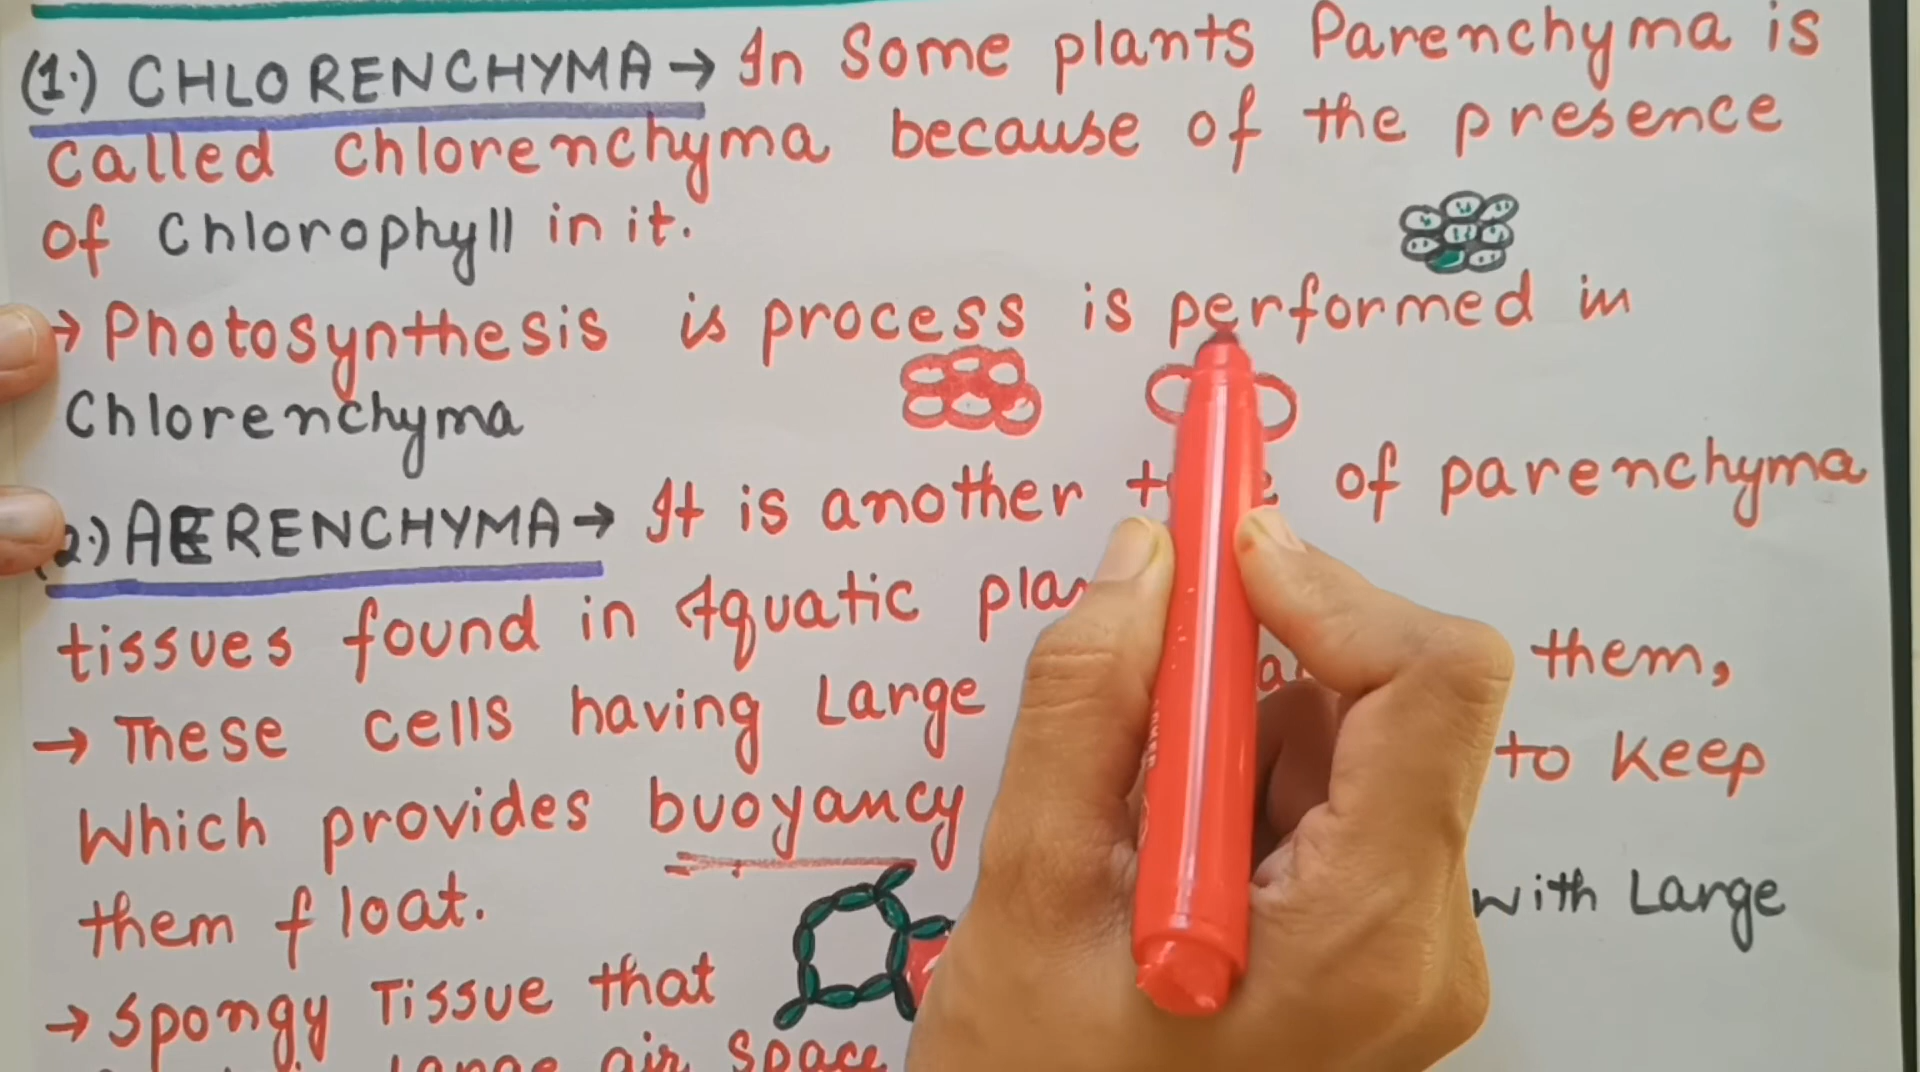 (1.) CHLORENCHYMA → In Some plants Parenchyma is
called chlorenchyma because of the presence
of Chlorophyll in it.
→ Photosynthesis is process is performed in
Chlorenchyma
2.) AERENCHYMA → It is another of parenchyma
tissues found in Aquatic
→ These cells having Large them,
Which provides buoyancy to keep
them float.
with Large
→ Spongy Tissue that
air space